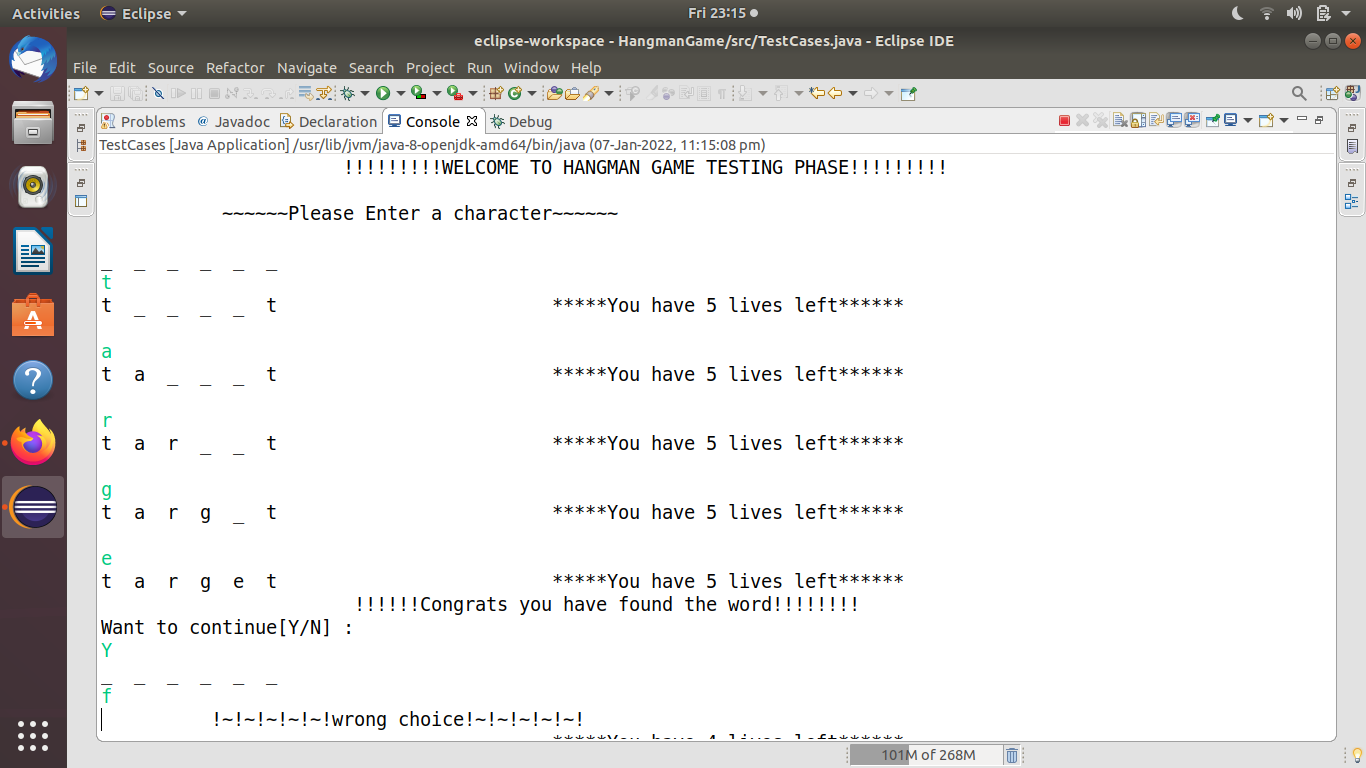 Activities Eclipse Fri 23:15
eclipse-workspace - HangmanGame/src/TestCases.java - Eclipse IDE
File Edit Source Refactor Navigate Search Project Run Window Help
Problems @ Javadoc Declaration Console Debug
TestCases [Java Application] /usr/lib/jvm/java-8-openjdk-amd64/bin/java (07-Jan-2022, 11:15:08 pm)
!!!!!!!!!WELCOME TO HANGMAN GAME TESTING PHASE!!!!!!!!!
~~~~~~Please Enter a character~~~~~~
_ _ _ _ _ _
t
t _ _ _ _ t *****You have 5 lives left******
a
t a _ _ _ t *****You have 5 lives left******
r
t a r _ _ t *****You have 5 lives left******
g
t a r g _ t *****You have 5 lives left******
e
t a r g e t *****You have 5 lives left******
!!!!!!Congrats you have found the word!!!!!!!!
Want to continue[Y/N] :
Y
_ _ _ _ _ _
f
!~!~!~!~!~!wrong choice!~!~!~!~!~!
*****You have 4 lives left******
101M of 268M